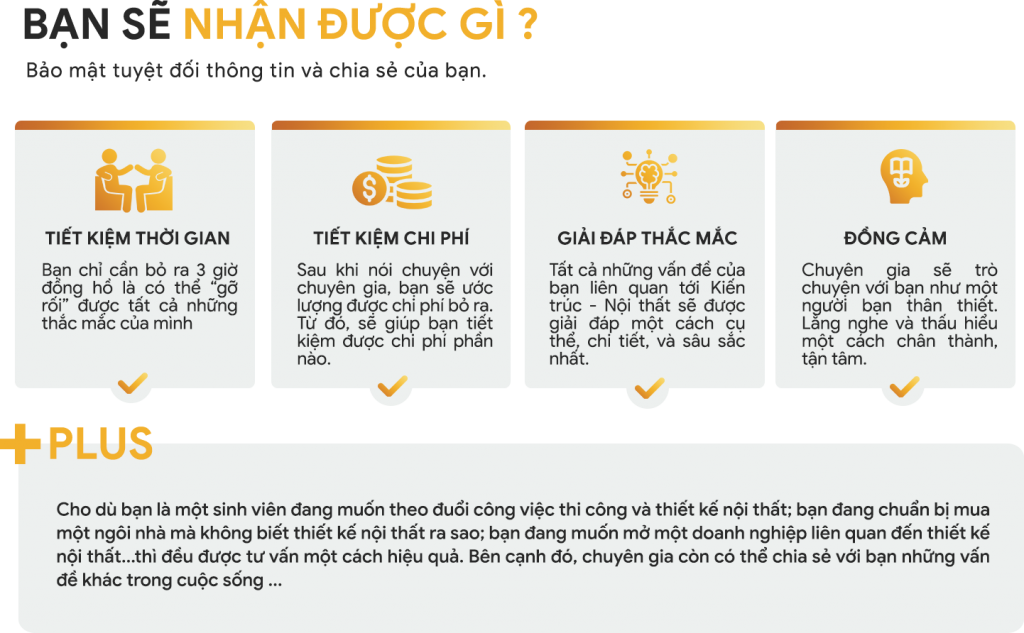 BẠN SẼ NHẬN ĐƯỢC GÌ ?
Bảo mật tuyệt đối thông tin và chia sẻ của bạn.
TIẾT KIỆM THỜI GIAN
Bạn chỉ cần bỏ ra 3 giờ
đồng hồ là có thể “gỡ
rối” được tất cả những
thắc mắc của mình
TIẾT KIỆM CHI PHÍ
Sau khi nói chuyện với
chuyên gia, bạn sẽ ước
lượng được chi phí bỏ ra.
Từ đó, sẽ giúp bạn tiết
kiệm được chi phí phần
nào.
GIẢI ĐÁP THẮC MẮC
Tất cả những vấn đề của
bạn liên quan tới Kiến
trúc - Nội thất sẽ được
giải đáp một cách cụ
thể, chi tiết, và sâu sắc
nhất.
ĐỒNG CẢM
Chuyên gia sẽ trò
chuyện với bạn như một
người bạn thân thiết.
Lắng nghe và thấu hiểu
một cách chân thành,
tận tâm.
+PLUS
Cho dù bạn là một sinh viên đang muốn theo đuổi công việc thi công và thiết kế nội thất; bạn đang chuẩn bị mua
một ngôi nhà mà không biết thiết kế nội thất ra sao; bạn đang muốn mở một doanh nghiệp liên quan đến thiết kế
nội thất...thì đều được tư vấn một cách hiệu quả. Bên cạnh đó, chuyên gia còn có thể chia sẻ với bạn những vấn
đề khác trong cuộc sống ...